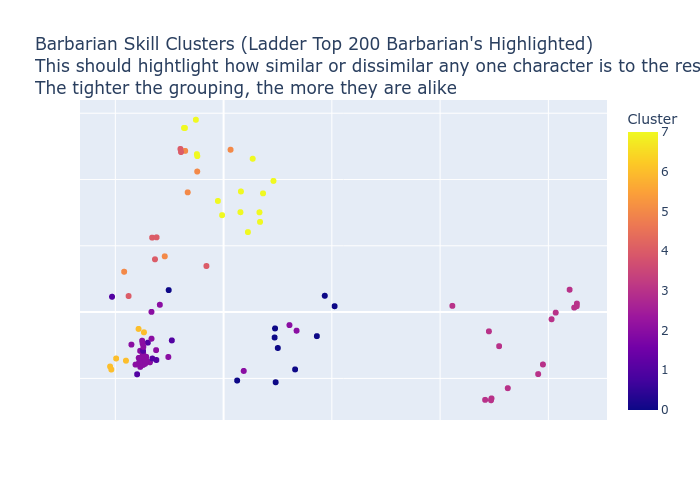 Barbarian Skill Clusters (Ladder Top 200 Barbarian's Highlighted)
This should hightlight how similar or dissimilar any one character is to the res
The tighter the grouping, the more they are alike
Cluster
7
6
5
4
3
2
1
0